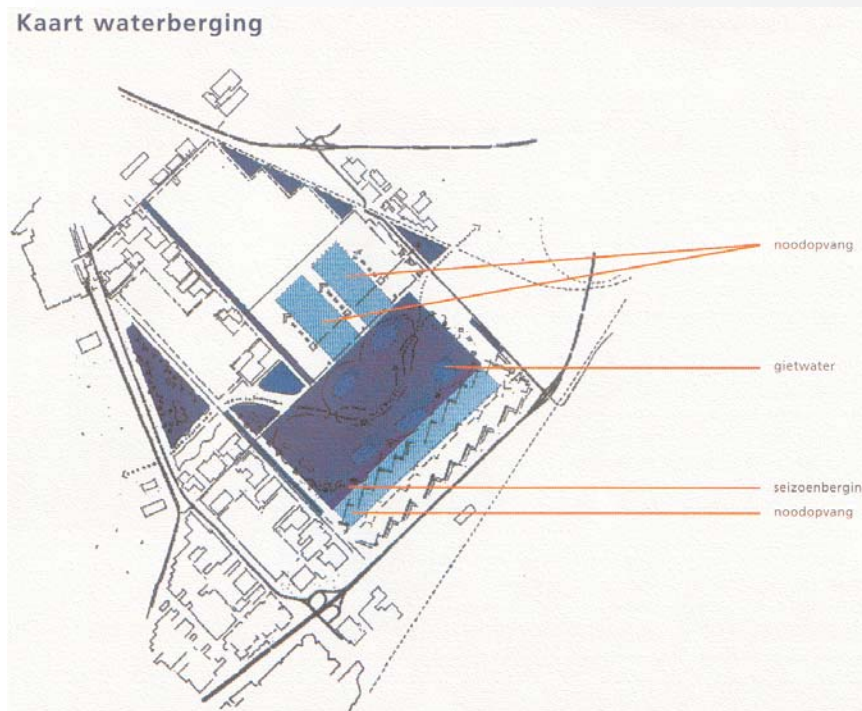 Kaart waterberging
noodopvang
gietwater
seizoenbergin
noodopvang